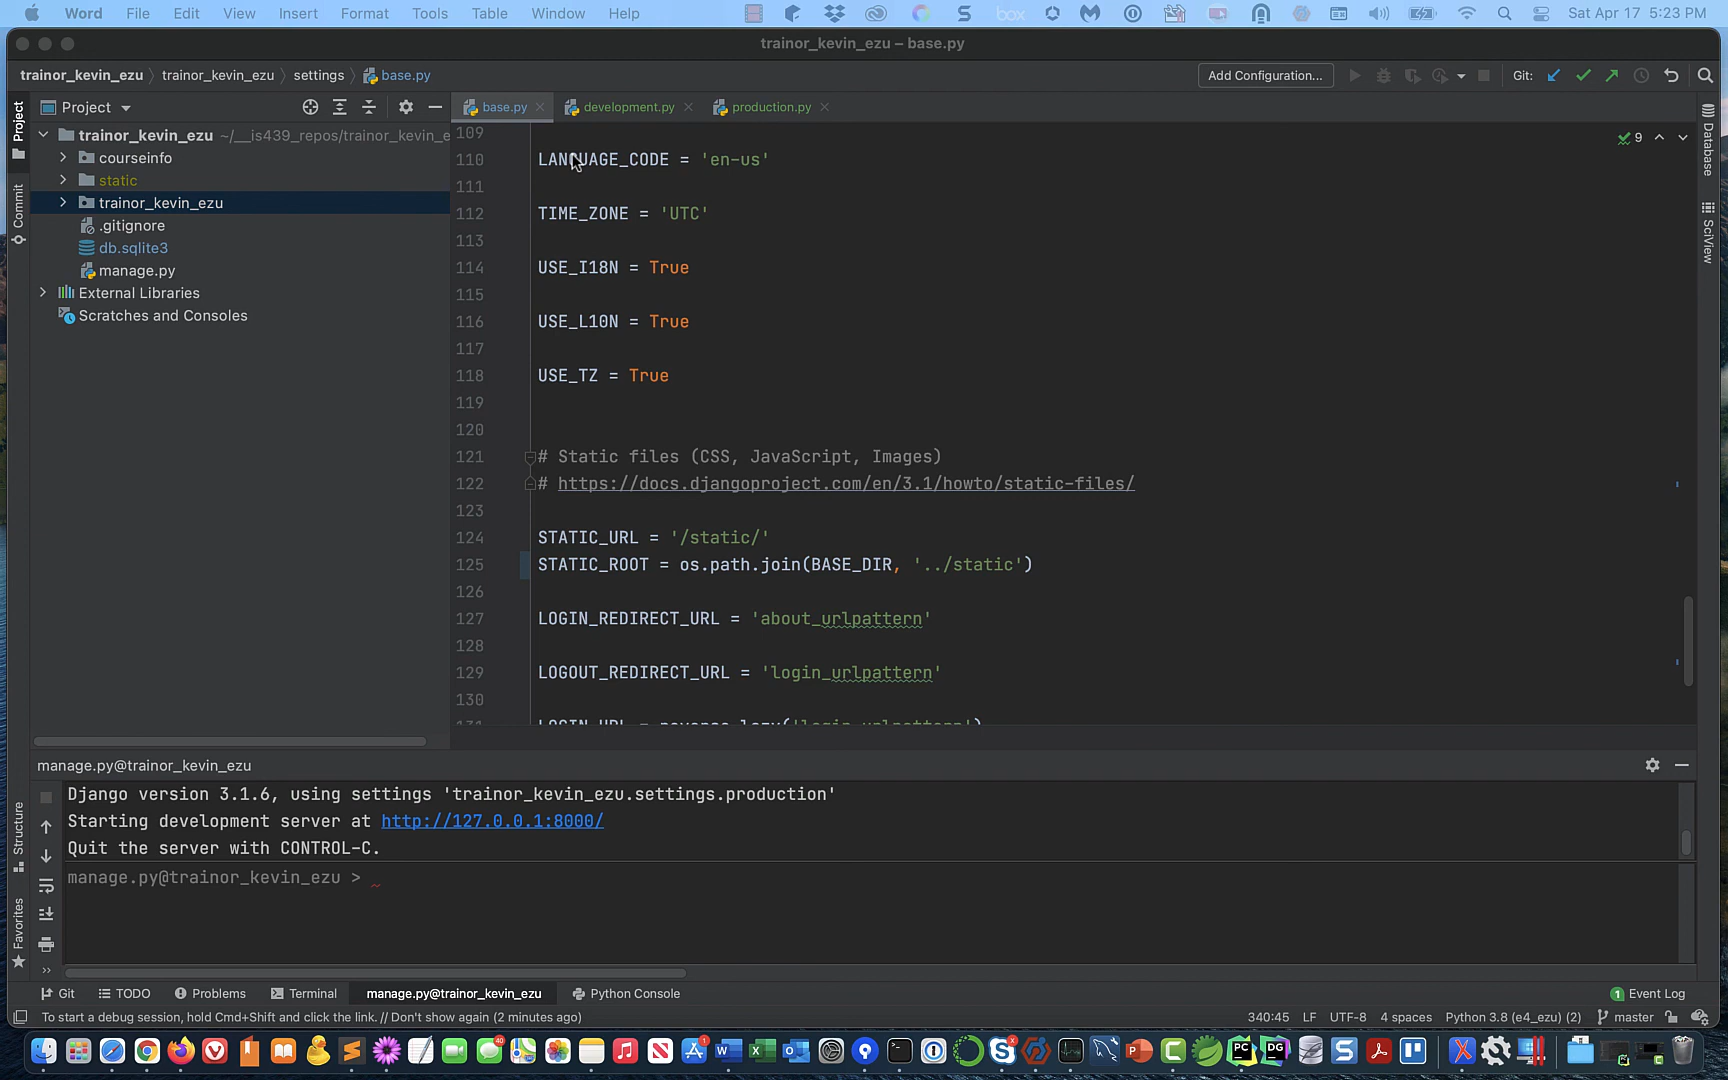 Word File Edit View Insert Format Tools Table Window Help box Sat Apr 17 5:23 PM
trainor_kevin_ezu – base.py
trainor_kevin_ezu trainor_kevin_ezu settings base.py Add Configuration... Git:
Project base.py development.py production.py
trainor_kevin_ezu ~/__is439_repos/trainor_kevin_e
courseinfo
static
trainor_kevin_ezu
.gitignore
db.sqlite3
manage.py
External Libraries
Scratches and Consoles
Project
Commit
Structure
Favorites
Database
SciView
9
109
110 LANGUAGE_CODE = 'en-us'
111
112 TIME_ZONE = 'UTC'
113
114 USE_I18N = True
115
116 USE_L10N = True
117
118 USE_TZ = True
119
120
121 # Static files (CSS, JavaScript, Images)
122 # https://docs.djangoproject.com/en/3.1/howto/static-files/
123
124 STATIC_URL = '/static/'
125 STATIC_ROOT = os.path.join(BASE_DIR, '../static')
126
127 LOGIN_REDIRECT_URL = 'about_urlpattern'
128
129 LOGOUT_REDIRECT_URL = 'login_urlpattern'
130
131 LOGIN_URL = reverse_lazy('login_urlpattern')
manage.py@trainor_kevin_ezu
Django version 3.1.6, using settings 'trainor_kevin_ezu.settings.production'
Starting development server at http://127.0.0.1:8000/
Quit the server with CONTROL-C.
manage.py@trainor_kevin_ezu >
Git TODO Problems Terminal manage.py@trainor_kevin_ezu Python Console 1 Event Log
To start a debug session, hold Cmd+Shift and click the link. // Don't show again (2 minutes ago) 340:45 LF UTF-8 4 spaces Python 3.8 (e4_ezu) (2) master